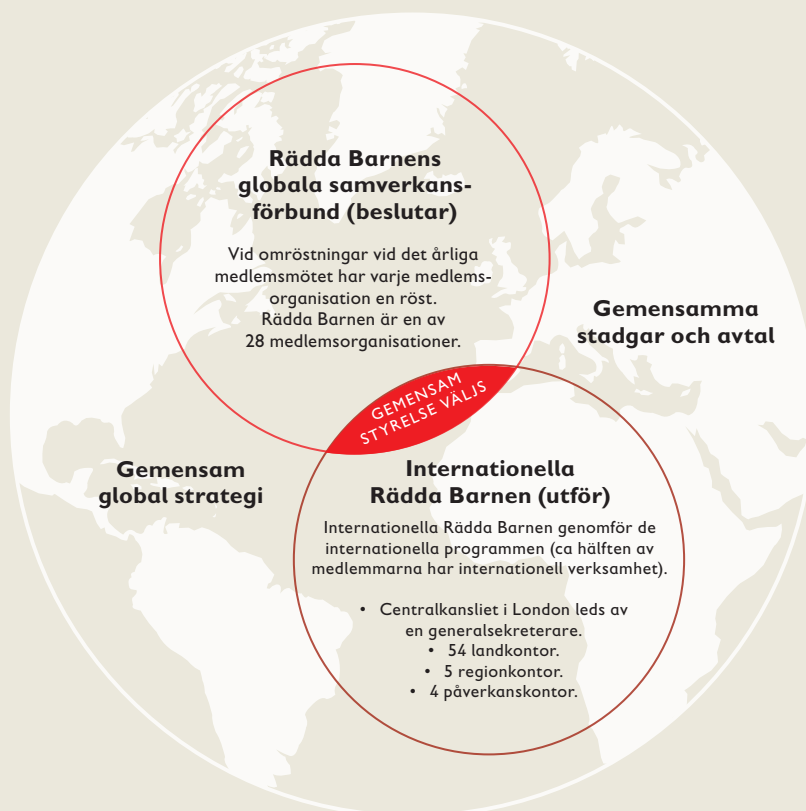 Rädda Barnens
globala samverkans-
förbund (beslutar)
Vid omröstningar vid det årliga
medlemsmötet har varje medlems-
organisation en röst.
Rädda Barnen är en av
28 medlemsorganisationer.
Gemensamma
stadgar och avtal
GEMENSAM
STYRELSE VÄLJS
Gemensam
global strategi
Internationella
Rädda Barnen (utför)
Internationella Rädda Barnen genomför de
internationella programmen (ca hälften av
medlemmarna har internationell verksamhet).
• Centralkansliet i London leds av
en generalsekreterare.
• 54 landkontor.
• 5 regionkontor.
• 4 påverkanskontor.